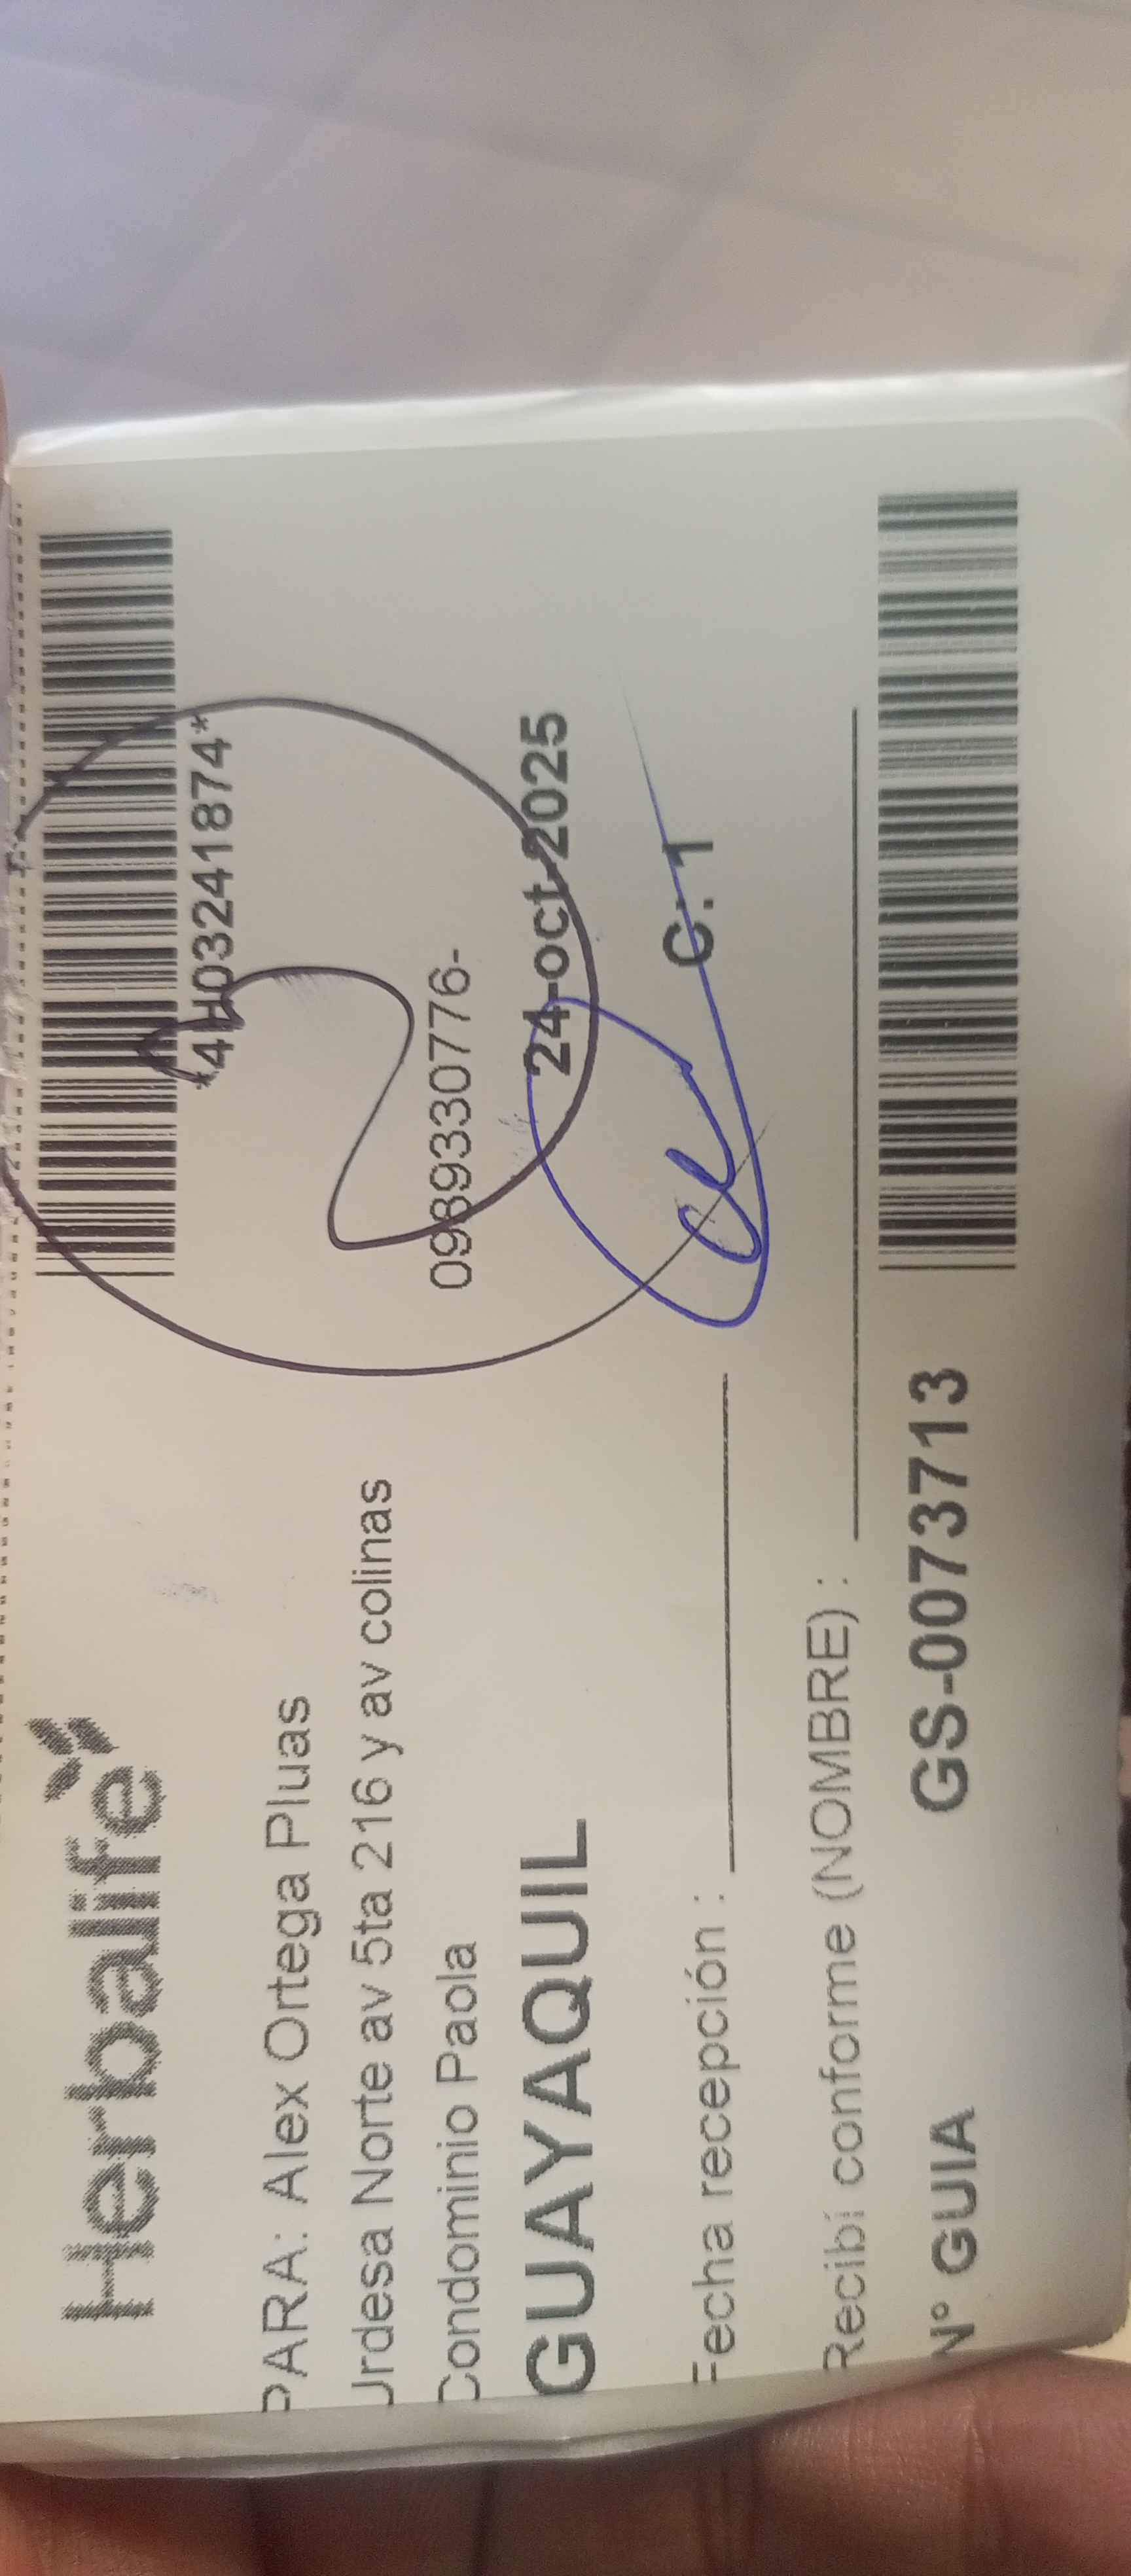 Herbalife
*4H03241874*
PARA: Alex Ortega Pluas
Urdesa Norte av 5ta 216 y av colinas
Condominio Paola
0989330776-
GUAYAQUIL
24-oct-2025
Fecha recepción :
C: 1
Recibí conforme (NOMBRE) :
N° GUIA GS-0073713